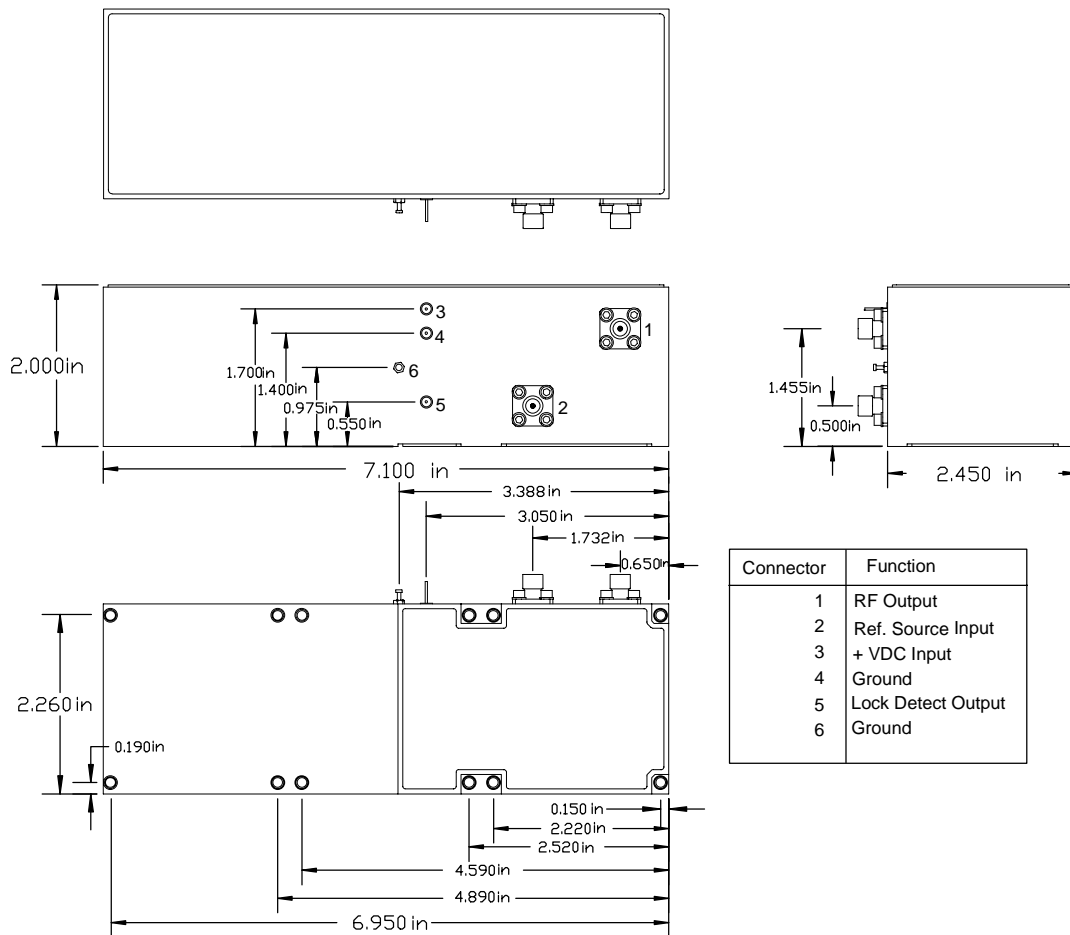 3
4
6
5
1
2
2.000in
1.700in
1.400in
0.975in
0.550in
7.100 in
1.455in
0.500in
2.450 in
3.388in
3.050in
1.732in
0.650in
2.260in
0.190in
0.150 in
2.220in
2.520in
4.590in
4.890in
6.950in
Connector Function
1 RF Output
2 Ref. Source Input
3 + VDC Input
4 Ground
5 Lock Detect Output
6 Ground